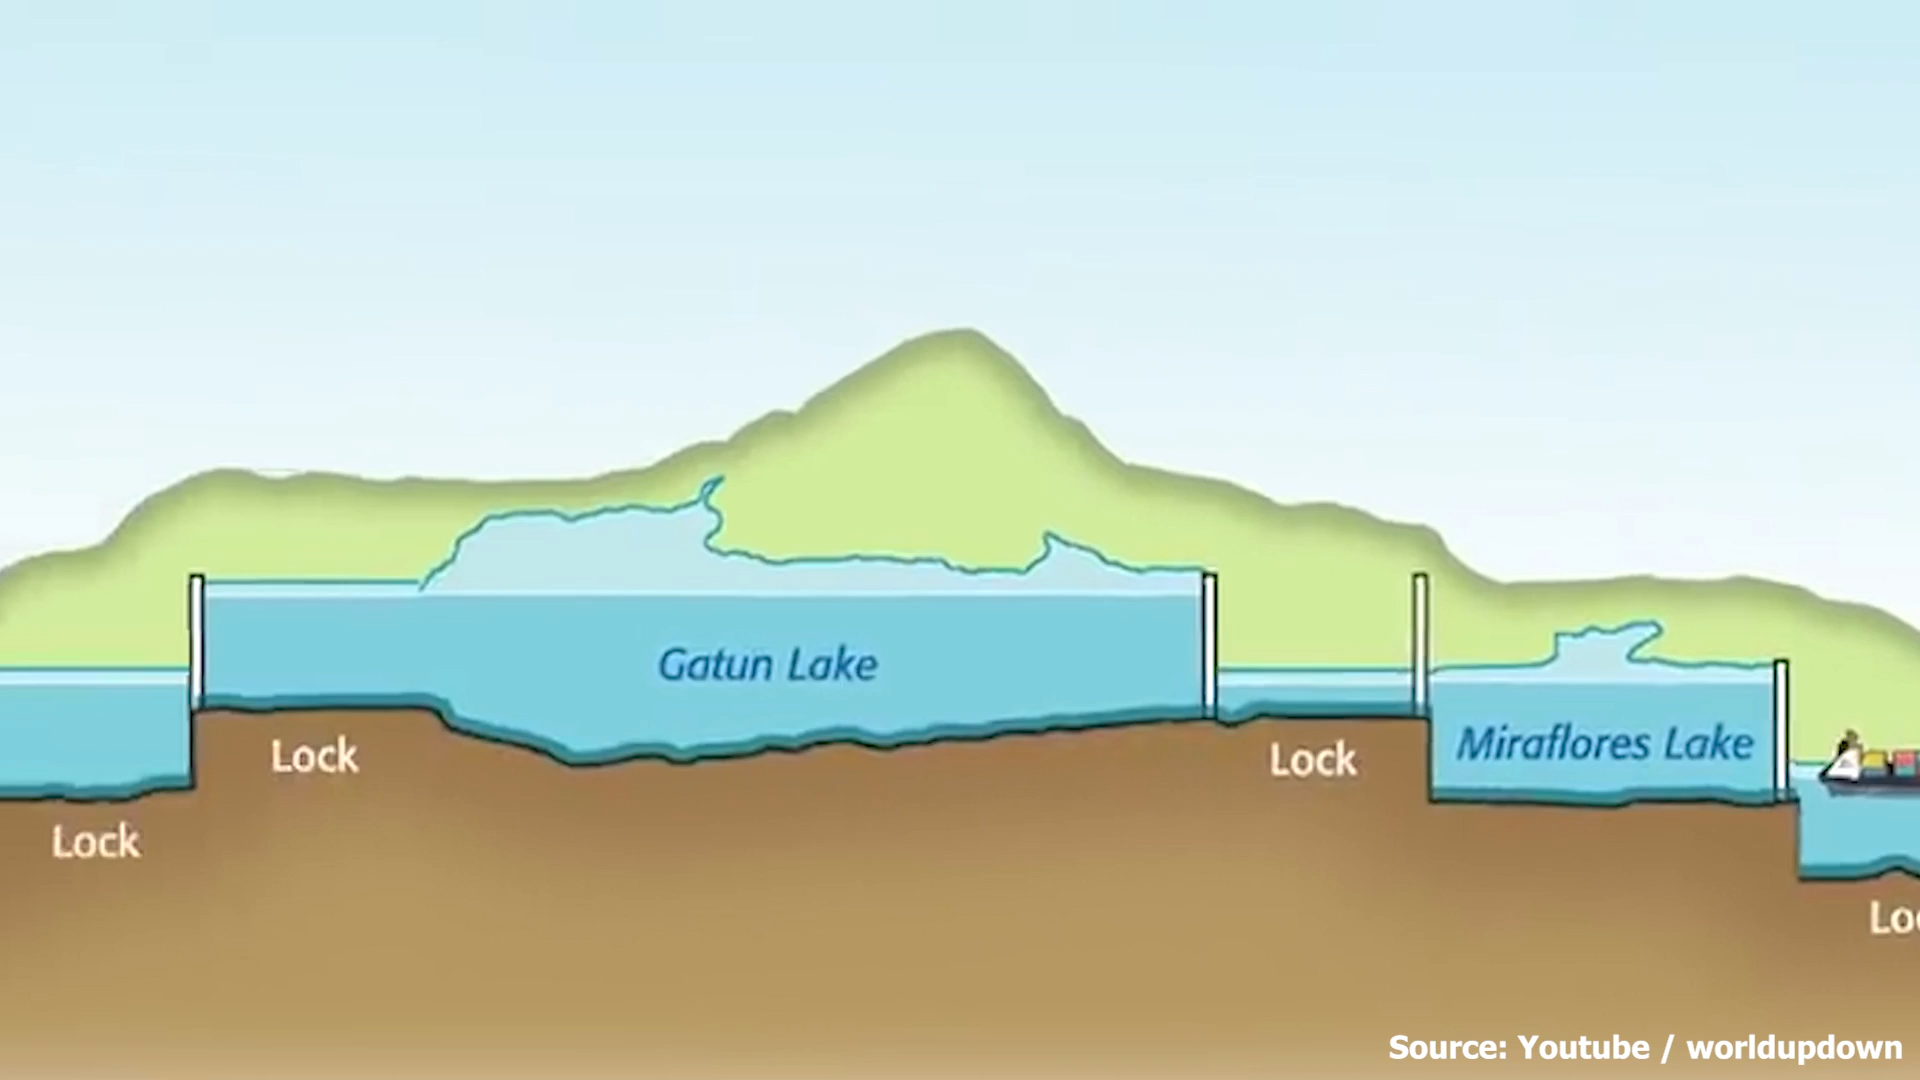 Gatun Lake
Miraflores Lake
Lock
Lock
Lock
Source: Youtube / worldupdown